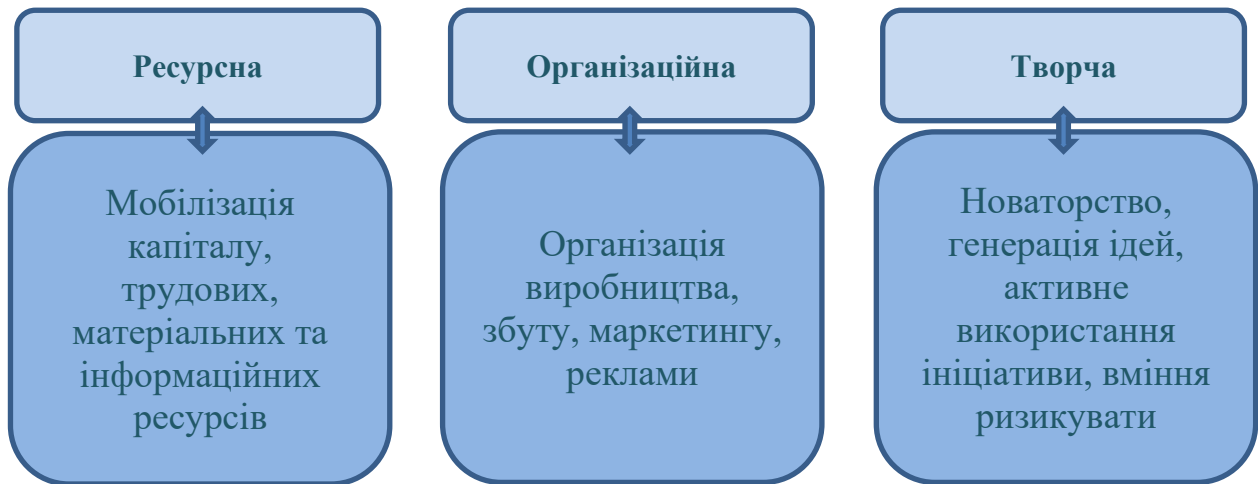 Ресурсна
Мобілізація
капіталу,
трудових,
матеріальних та
інформаційних
ресурсів
Організаційна
Організація
виробництва,
збуту, маркетингу,
реклами
Творча
Новаторство,
генерація ідей,
активне
використання
ініціативи, вміння
ризикувати